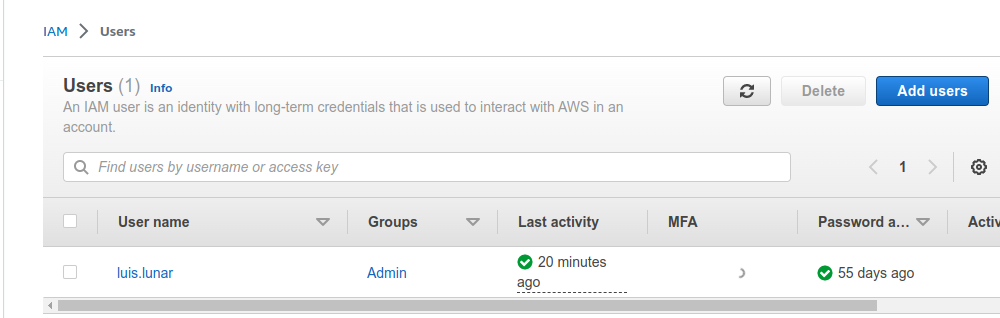 IAM > Users
Users (1) Info
An IAM user is an identity with long-term credentials that is used to interact with AWS in an
account.
Delete
Add users
Find users by username or access key
1
User name Groups Last activity MFA Password a... Activ
luis.lunar Admin 20 minutes
ago
55 days ago